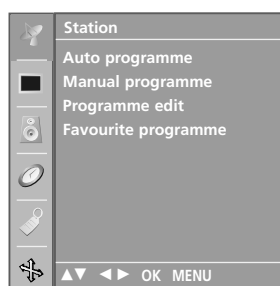 Station
Auto programme
Manual programme
Programme edit
Favourite programme
▲▼ ◄► OK MENU